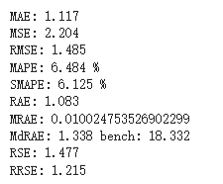 MAE: 1.117
MSE: 2.204
RMSE: 1.485
MAPE: 6.484 %
SMAPE: 6.125 %
RAE: 1.083
MRAE: 0.010024753526902299
MdRAE: 1.338 bench: 18.332
RSE: 1.477
RRSE: 1.215